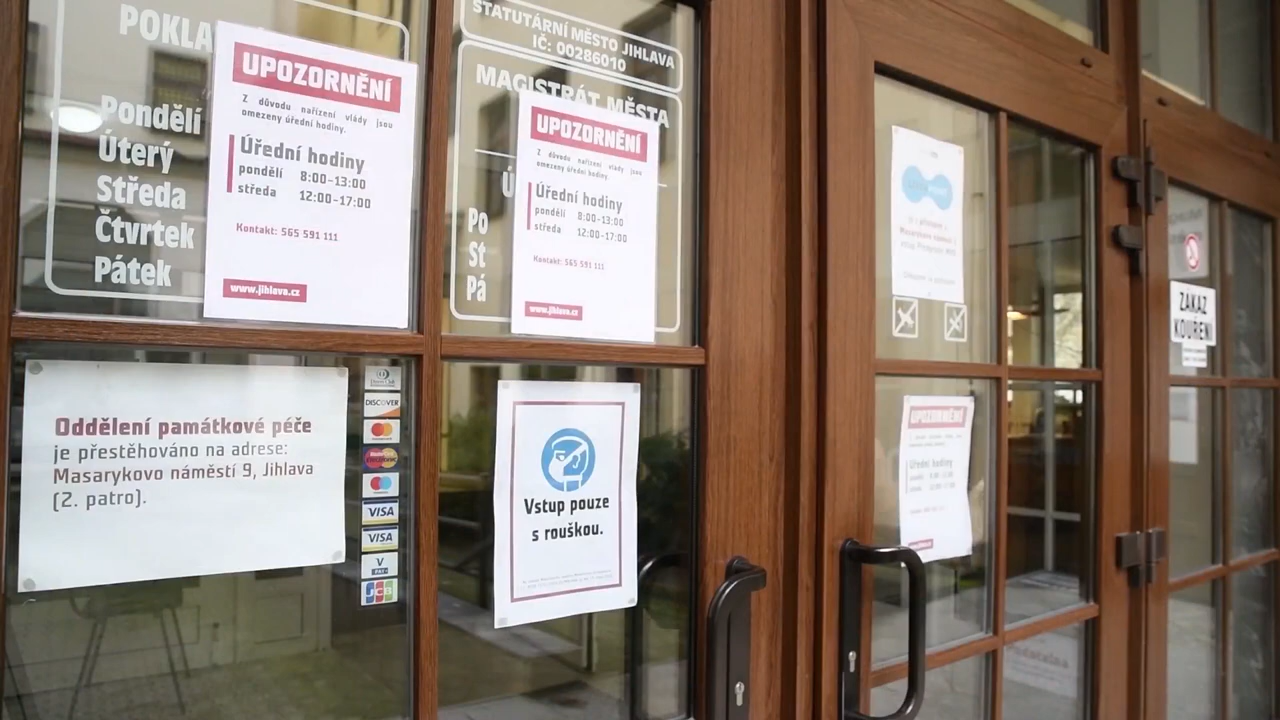 POKLA
Pondělí
Úterý
Středa
Čtvrtek
Pátek
UPOZORNĚNÍ
Z důvodu nařízení vlády jsou
omezeny úřední hodiny.
Úřední hodiny
pondělí 8:00-13:00
středa 12:00-17:00
Kontakt: 565 591 111
www.jihlava.cz
STATUTÁRNÍ MĚSTO JIHLAVA
IČ: 00286010
MAGISTRÁT MĚSTA
Ú
Po
St
Pá
UPOZORNĚNÍ
Z důvodu nařízení vlády jsou
omezeny úřední hodiny.
Úřední hodiny
pondělí 8:00-13:00
středa 12:00-17:00
Kontakt: 565 591 111
www.jihlava.cz
Oddělení památkové péče
je přestěhováno na adrese:
Masarykovo náměstí 9, Jihlava
(2. patro).
DISCOVER
VISA
VISA
V
PAY
JCB
Vstup pouze
s rouškou.
UPOZORNĚNÍ
Úřední hodiny
ZÁKAZ
KOUŘENÍ